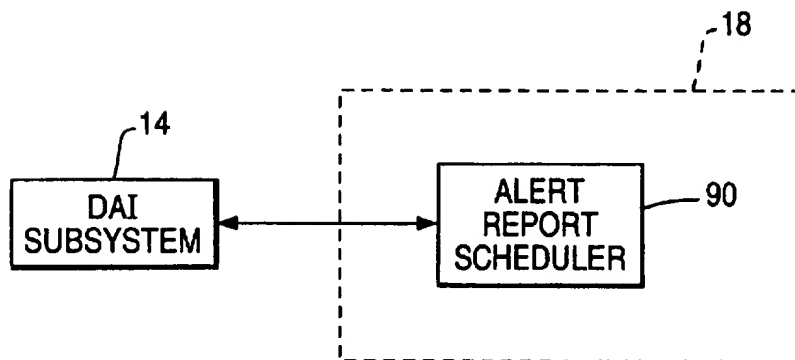 18
14
DAI
SUBSYSTEM
ALERT
REPORT
SCHEDULER
90